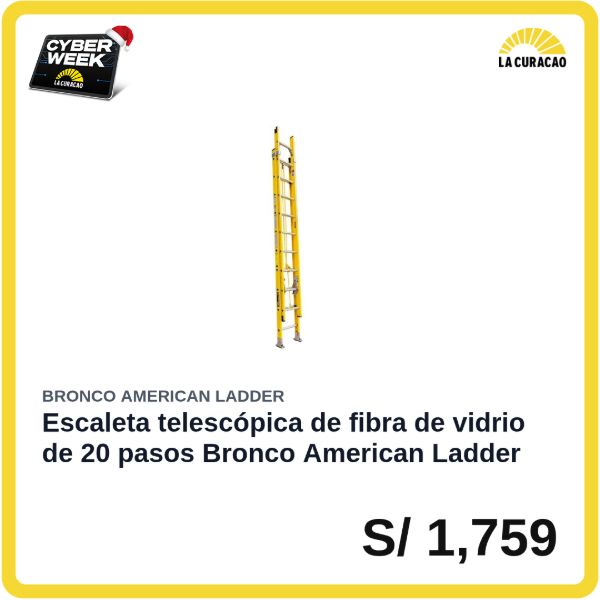 CYBER
WEEK
LA CURACAO
LA CURACAO
BRONCO AMERICAN LADDER
Escaleta telescópica de fibra de vidrio
de 20 pasos Bronco American Ladder
S/ 1,759